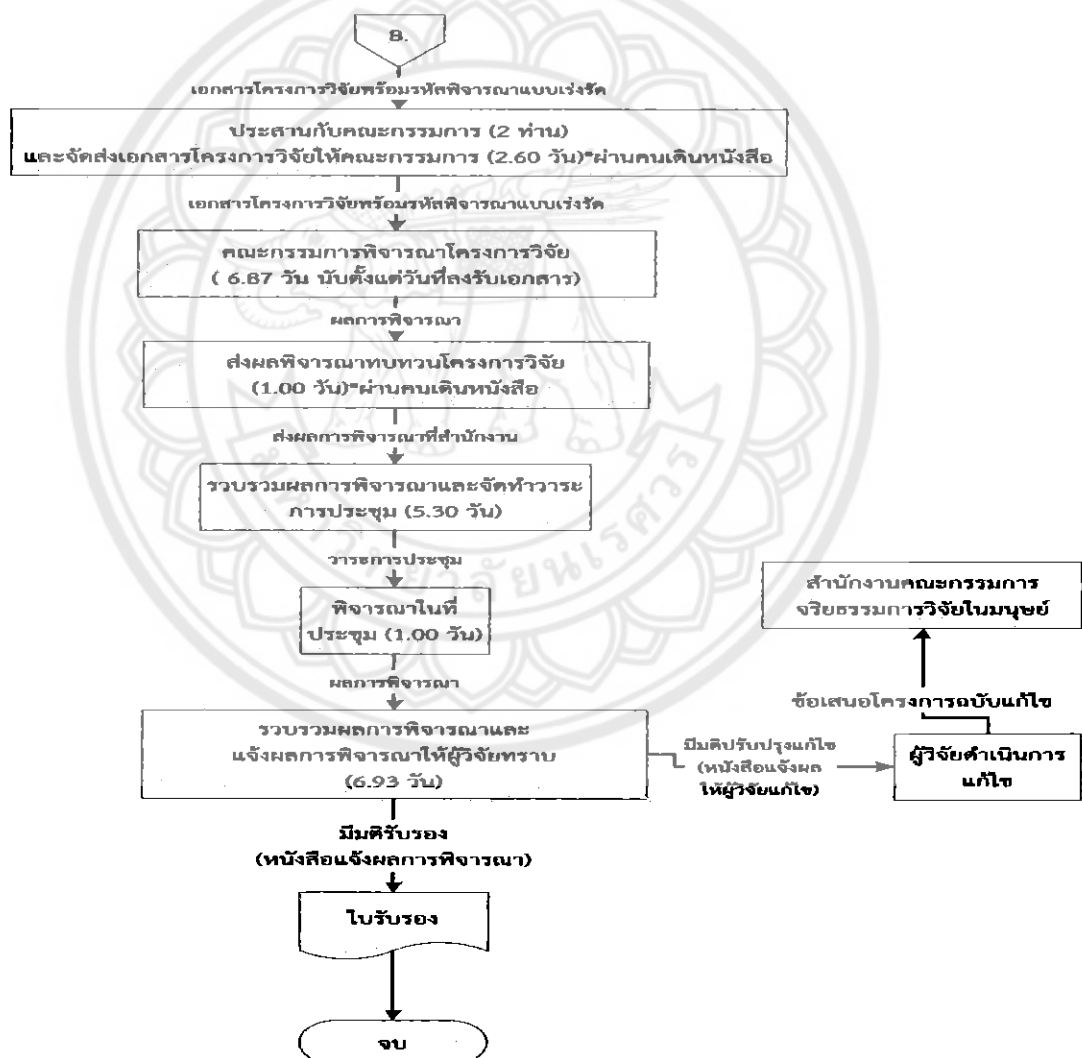 B.
เอกสารโครงการวิจัยพร้อมรหัสพิจารณาแบบเร่งรัด
ประสานกับคณะกรรมการ (2 ท่าน)
และจัดส่งเอกสารโครงการวิจัยให้คณะกรรมการ (2.60 วัน)*ผ่านคนเดินหนังสือ
เอกสารโครงการวิจัยพร้อมรหัสพิจารณาแบบเร่งรัด
คณะกรรมการพิจารณาโครงการวิจัย
( 6.87 วัน นับตั้งแต่วันที่ลงรับเอกสาร)
ผลการพิจารณา
ส่งผลพิจารณาทบทวนโครงการวิจัย
(1.00 วัน)*ผ่านคนเดินหนังสือ
ส่งผลการพิจารณาที่สำนักงาน
รวบรวมผลการพิจารณาและจัดทำวาระ
การประชุม (5.30 วัน)
วาระการประชุม
พิจารณาในที่
ประชุม (1.00 วัน)
ผลการพิจารณา
รวบรวมผลการพิจารณาและ
แจ้งผลการพิจารณาให้ผู้วิจัยทราบ
(6.93 วัน)
มีมติปรับปรุงแก้ไข
(หนังสือแจ้งผล
ให้ผู้วิจัยแก้ไข)
ผู้วิจัยดำเนินการ
แก้ไข
ข้อเสนอโครงการฉบับแก้ไข
สำนักงานคณะกรรมการ
จริยธรรมการวิจัยในมนุษย์
มีมติรับรอง
(หนังสือแจ้งผลการพิจารณา)
ใบรับรอง
จบ
มหาวิทยาลัยนเรศวร